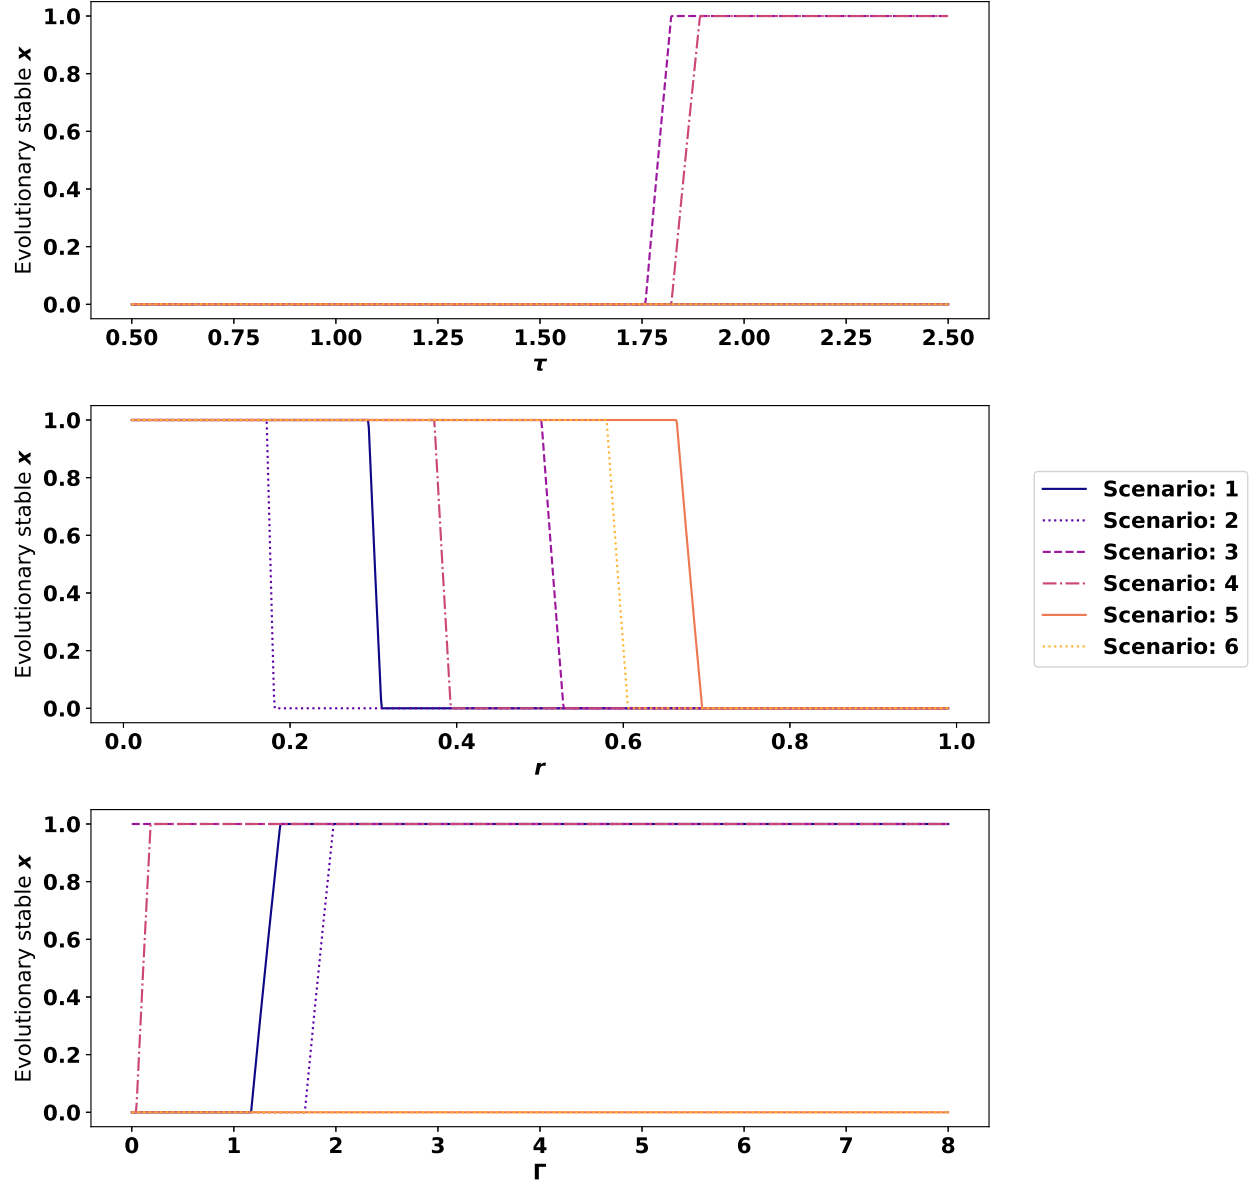 Evolutionary stable x
1.0
0.8
0.6
0.4
0.2
0.0
0.50 0.75 1.00 1.25 1.50 1.75 2.00 2.25 2.50
τ
Evolutionary stable x
1.0
0.8
0.6
0.4
0.2
0.0
0.0 0.2 0.4 0.6 0.8 1.0
r
Scenario: 1
Scenario: 2
Scenario: 3
Scenario: 4
Scenario: 5
Scenario: 6
Evolutionary stable x
1.0
0.8
0.6
0.4
0.2
0.0
0 1 2 3 4 5 6 7 8
Γ